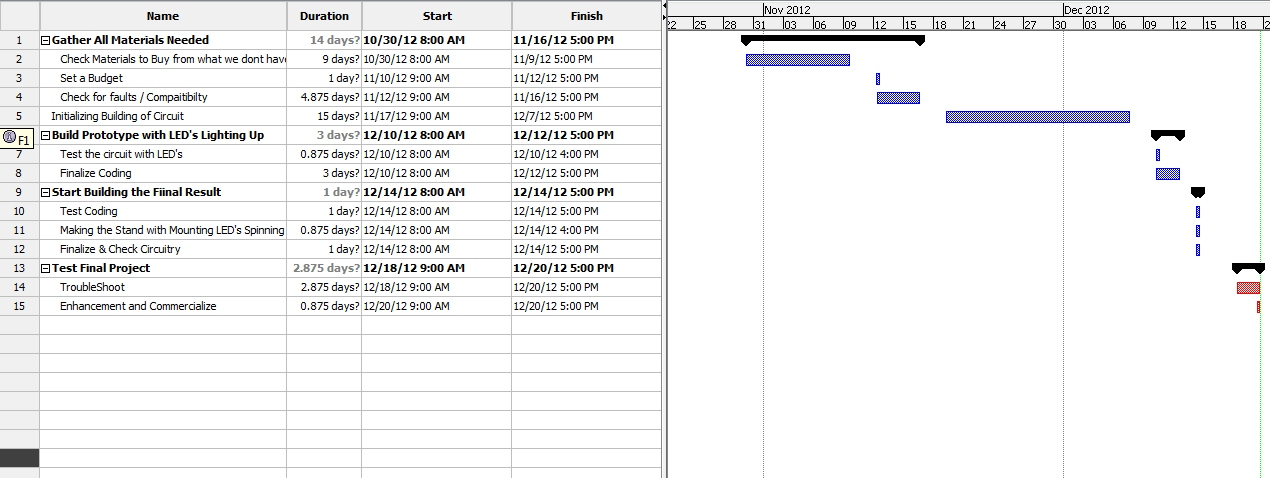 Name Duration Start Finish Nov 2012 Dec 2012
22 25 28 31 03 06 09 12 15 18 21 24 27 30 03 06 09 12 15 18 2
1 Gather All Materials Needed 14 days? 10/30/12 8:00 AM 11/16/12 5:00 PM
2 Check Materials to Buy from what we dont have 9 days? 10/30/12 8:00 AM 11/9/12 5:00 PM
3 Set a Budget 1 day? 11/10/12 9:00 AM 11/12/12 5:00 PM
4 Check for faults / Compaitibilty 4.875 days? 11/12/12 9:00 AM 11/16/12 5:00 PM
5 Initializing Building of Circuit 15 days? 11/17/12 9:00 AM 12/7/12 5:00 PM
F1 Build Prototype with LED's Lighting Up 3 days? 12/10/12 8:00 AM 12/12/12 5:00 PM
7 Test the circuit with LED's 0.875 days? 12/10/12 8:00 AM 12/10/12 4:00 PM
8 Finalize Coding 3 days? 12/10/12 8:00 AM 12/12/12 5:00 PM
9 Start Building the Fiinal Result 1 day? 12/14/12 8:00 AM 12/14/12 5:00 PM
10 Test Coding 1 day? 12/14/12 8:00 AM 12/14/12 5:00 PM
11 Making the Stand with Mounting LED's Spinning 0.875 days? 12/14/12 8:00 AM 12/14/12 4:00 PM
12 Finalize & Check Circuitry 1 day? 12/14/12 8:00 AM 12/14/12 5:00 PM
13 Test Final Project 2.875 days? 12/18/12 9:00 AM 12/20/12 5:00 PM
14 TroubleShoot 2.875 days? 12/18/12 9:00 AM 12/20/12 5:00 PM
15 Enhancement and Commercialize 0.875 days? 12/20/12 9:00 AM 12/20/12 5:00 PM